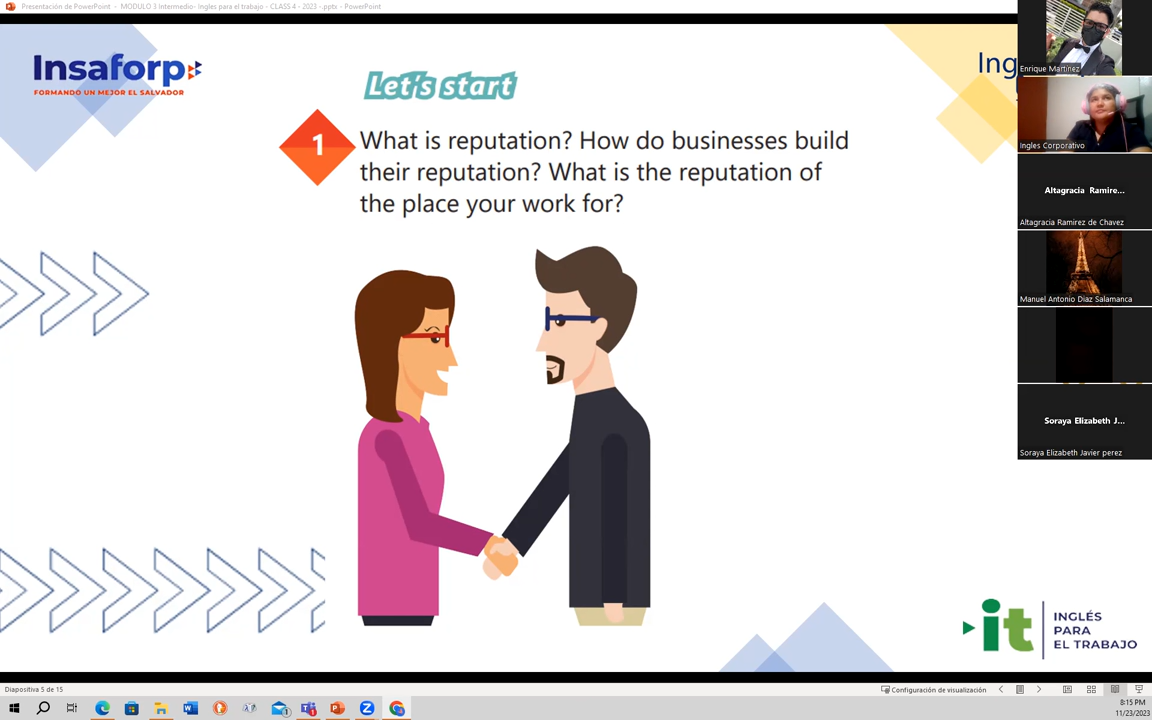 Presentación de PowerPoint - MODULO 3 Intermedio- Ingles para el trabajo - CLASS 4 - 2023 -.pptx - PowerPoint
Insaforp
FORMANDO UN MEJOR EL SALVADOR
Let's start
Ing
1
What is reputation? How do businesses build
their reputation? What is the reputation of
the place your work for?
Enrique Martinez
Ingles Corporativo
Altagracia Ramire...
Altagracia Ramirez de Chavez
Manuel Antonio Diaz Salamanca
Soraya Elizabeth J...
Soraya Elizabeth Javier perez
it
INGLÉS
PARA
EL TRABAJO
Diapositiva 5 de 15
Configuración de visualización
8:15 PM
11/23/2023